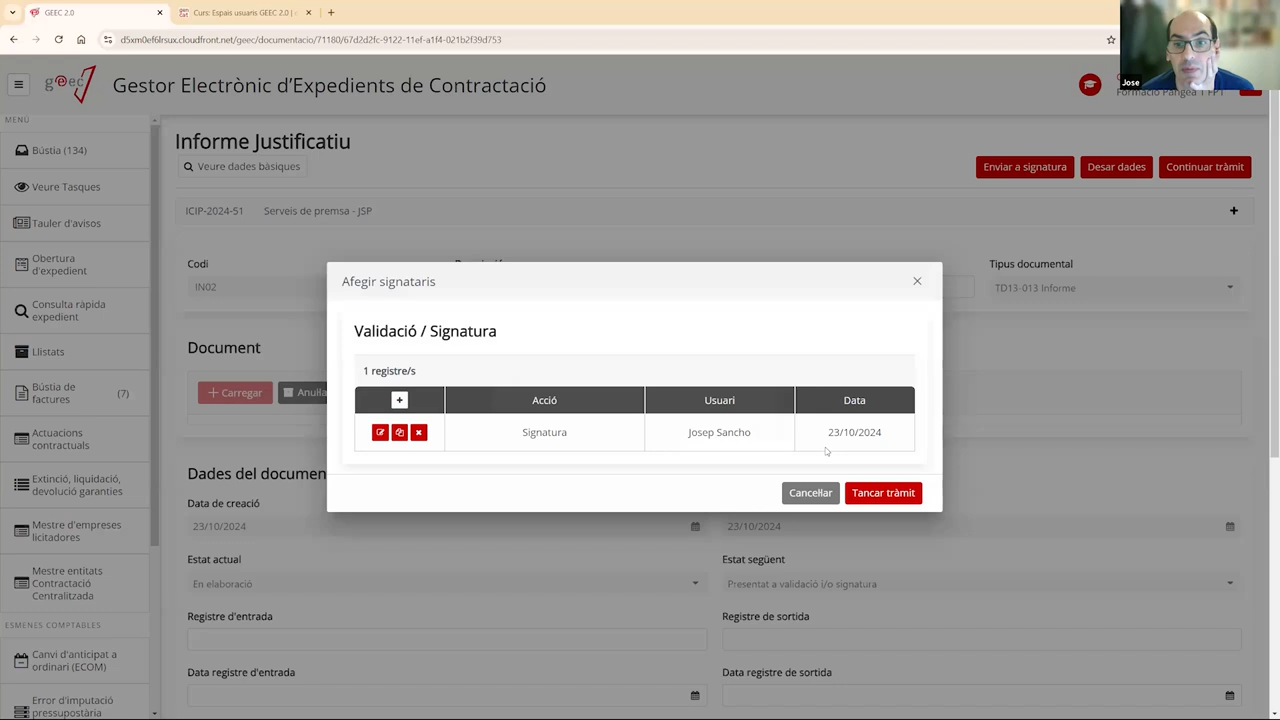 GEEC 2.0
Curs: Espais usuaris GEEC 2.0 (
d5xm0ef6lrsux.cloudfront.net/geec/documentacio/71180/67d2d2fc-9122-11ef-a1f4-021b2f39d753
Jose
geec
Gestor Electrònic d'Expedients de Contractació
Formació Pangea 1 FP1
MENÚ
Bústia (134)
Veure Tasques
Tauler d'avisos
Obertura
d'expedient
Consulta ràpida
expedient
Llistats
Bústia de
factures
(7)
Actuacions
contractuals
Extinció, liquidació,
devolució garanties
Mestre d'empreses
licitadores
Mestre entitats
Contractació
Centralitzada
ESMENES COMPTABLES
Canvi d'anticipat a
ordinari (ECOM)
Error d'imputació
pressupostària
Informe Justificatiu
Veure dades bàsiques
Enviar a signatura
Desar dades
Continuar tràmit
ICIP-2024-51
Serveis de premsa - JSP
Codi
Tipus documental
IN02
TD13-013 Informe
Document
Carregar
Afegir signataris
Validació / Signatura
1 registre/s
Acció
Usuari
Data
Signatura
Josep Sancho
23/10/2024
Cancellar
Tancar tràmit
Dades del documen
Data de creació
23/10/2024
23/10/2024
Estat actual
Estat següent
En elaboració
Presentat a validació i/o signatura
Registre d'entrada
Registre de sortida
Data registre d'entrada
Data registre de sortida